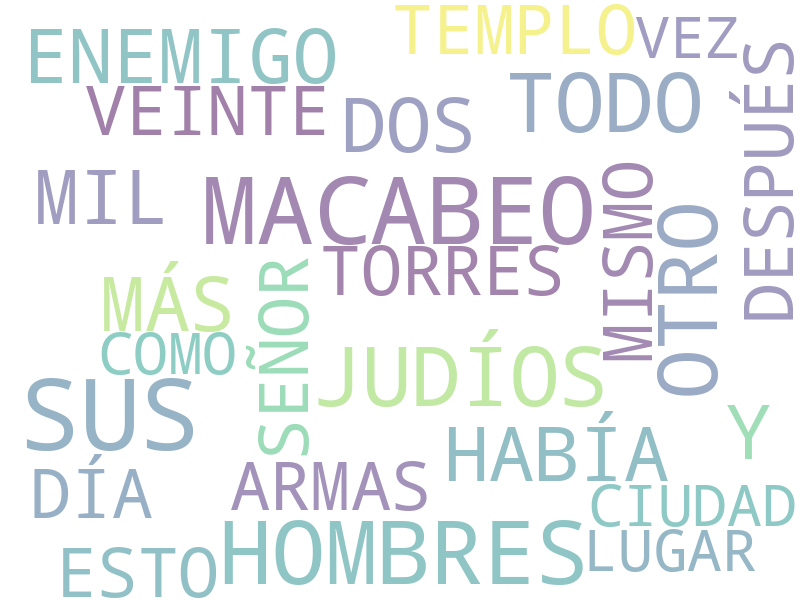 TEMPLO
VEZ
ENEMIGO
VEINTE
DOS
TODO
DESPUÉS
MIL
MACABEO
MISMO
OTRO
TORRES
MÁS
SEÑOR
COMO
JUDÍOS
SUS
HABÍA
Y
DÍA
ARMAS
CIUDAD
HOMBRES
LUGAR
ESTO